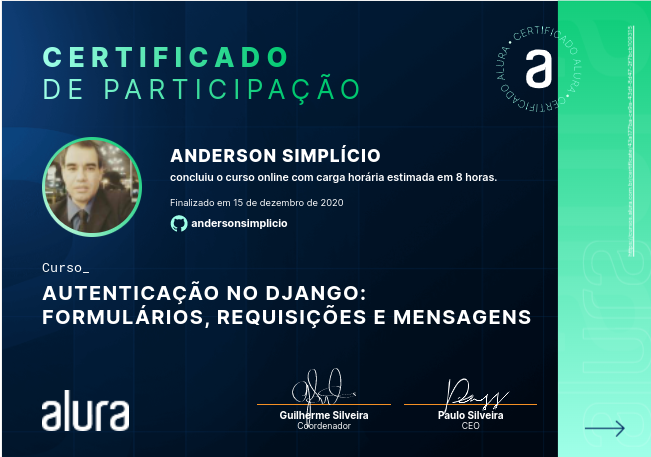 CERTIFICADO
DE PARTICIPAÇÃO
CERTIFICADO ALURA • CERTIFICADO ALURA •
a
ANDERSON SIMPLÍCIO
concluiu o curso online com carga horária estimada em 8 horas.
Finalizado em 15 de dezembro de 2020
andersonsimplicio
Curso_
AUTENTICAÇÃO NO DJANGO:
FORMULÁRIOS, REQUISIÇÕES E MENSAGENS
alura
Guilherme Silveira
Coordenador
Paulo Silveira
CEO
alura